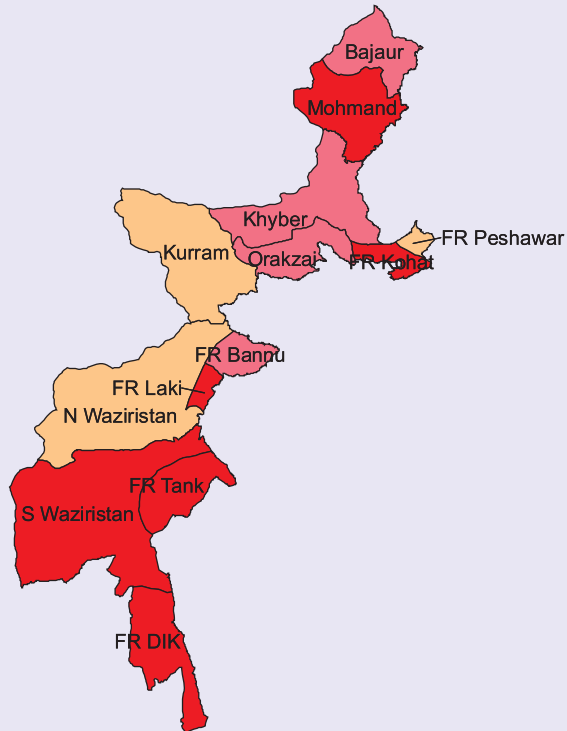 Bajaur
Mohmand
Khyber
FR Peshawar
Kurram
Orakzai
FR Kohat
FR Bannu
FR Laki
N Waziristan
FR Tank
S Waziristan
FR DIK